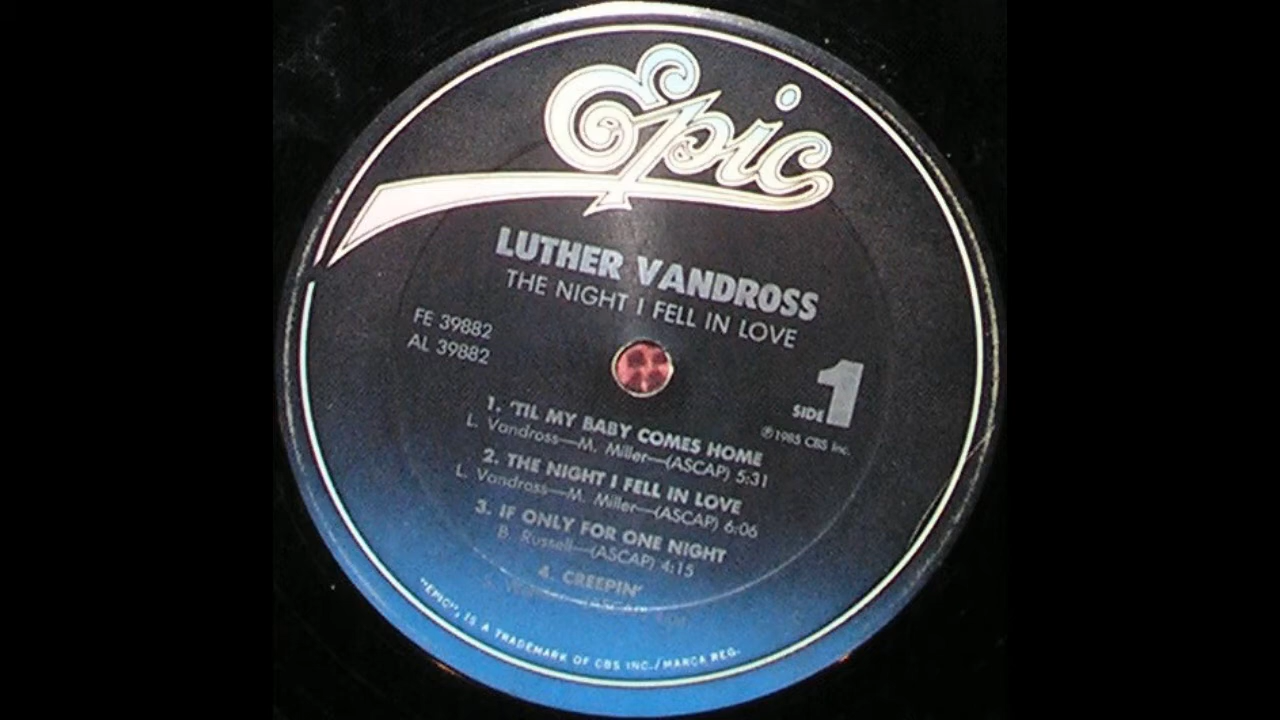 Epic
LUTHER VANDROSS
THE NIGHT I FELL IN LOVE
FE 39882
AL 39882
SIDE 1
℗1985 CBS Inc.
1. 'TIL MY BABY COMES HOME
L. Vandross—M. Miller—(ASCAP) 5:31
2. THE NIGHT I FELL IN LOVE
L. Vandross—M. Miller—(ASCAP) 6:06
3. IF ONLY FOR ONE NIGHT
B. Russell—(ASCAP) 4:15
4. CREEPIN'
(ASCAP)
"EPIC", IS A TRADEMARK OF CBS INC./MARCA REG.